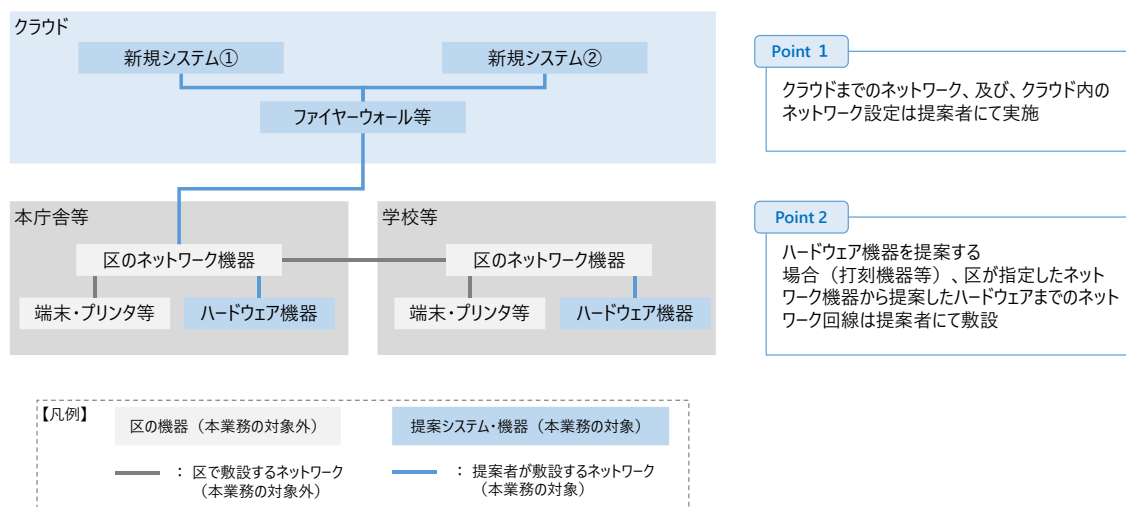 クラウド
新規システム①
新規システム②
ファイヤーウォール等
Point 1
クラウドまでのネットワーク、及び、クラウド内の
ネットワーク設定は提案者にて実施
本庁舎等
区のネットワーク機器
端末・プリンタ等
ハードウェア機器
学校等
区のネットワーク機器
端末・プリンタ等
ハードウェア機器
Point 2
ハードウェア機器を提案する
場合（打刻機器等）、区が指定したネット
ワーク機器から提案したハードウェアまでのネット
ワーク回線は提案者にて敷設
【凡例】
区の機器（本業務の対象外）
提案システム・機器（本業務の対象）
：区で敷設するネットワーク
（本業務の対象外）
：提案者が敷設するネットワーク
（本業務の対象）